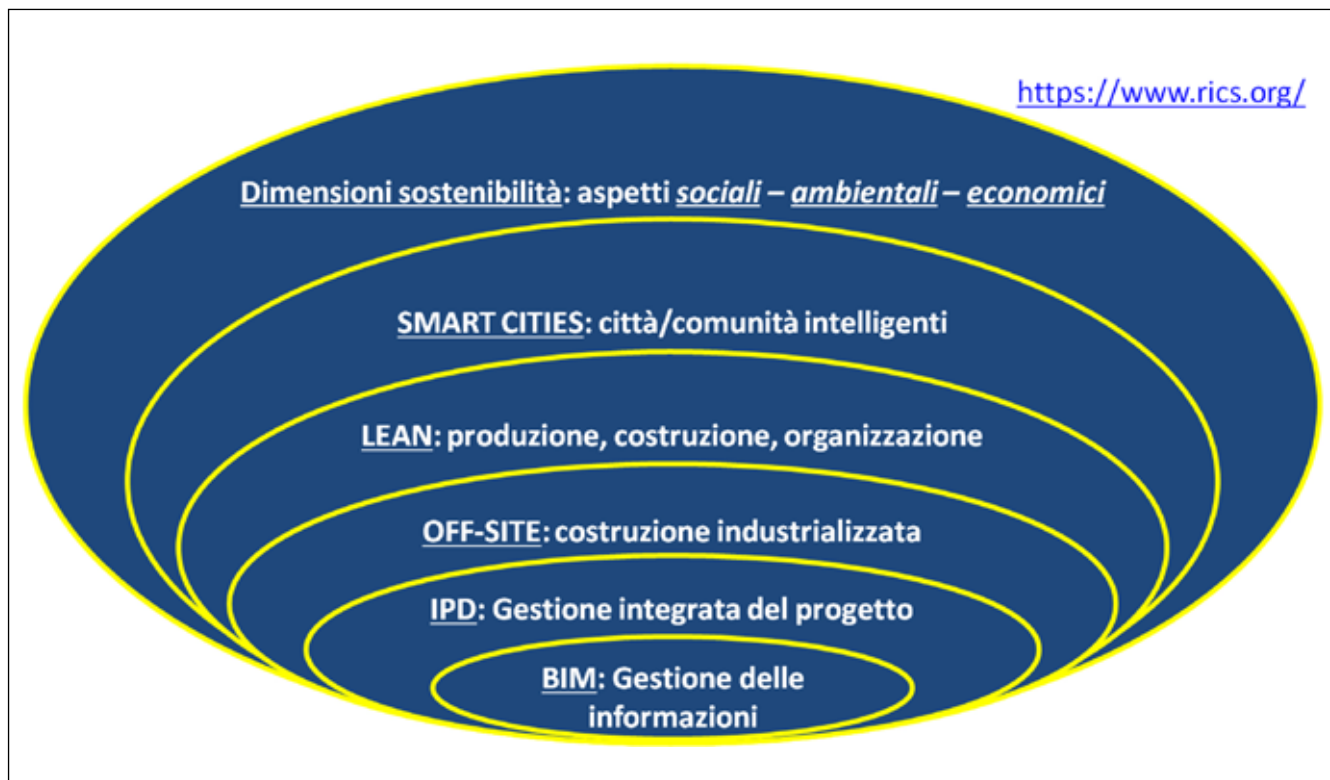 https://www.rics.org/
Dimensioni sostenibilità: aspetti sociali – ambientali – economici
SMART CITIES: città/comunità intelligenti
LEAN: produzione, costruzione, organizzazione
OFF-SITE: costruzione industrializzata
IPD: Gestione integrata del progetto
BIM: Gestione delle
informazioni